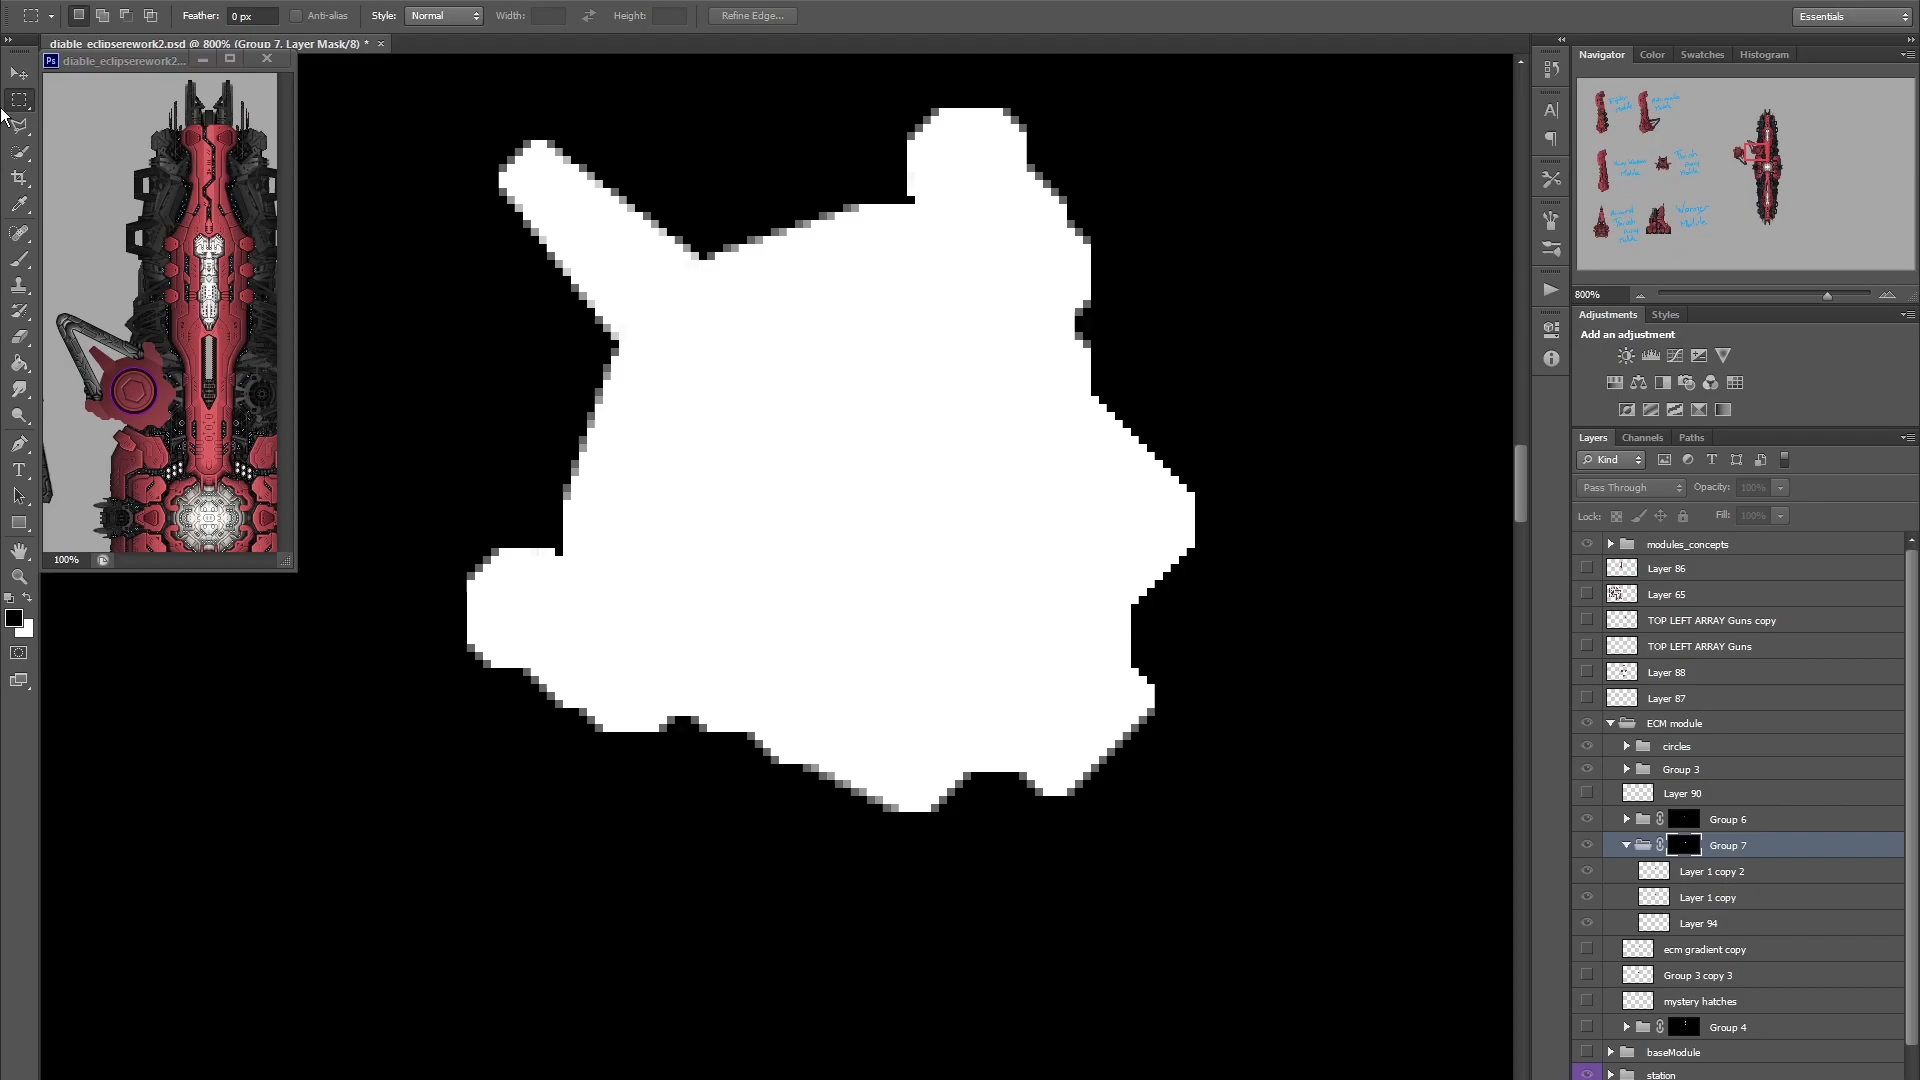 Feather: 0 px Anti-alias Style: Normal Width: Height: Refine Edge... Essentials
diable_eclipserework2.psd @ 800% (Group 7, Layer Mask/8) * ×
Ps diable_eclipserework2...
100%
Navigator Color Swatches Histogram
800%
Adjustments Styles
Add an adjustment
Layers Channels Paths
Kind
Pass Through Opacity: 100%
Lock: Fill: 100%
modules_concepts
Layer 86
Layer 65
TOP LEFT ARRAY Guns copy
TOP LEFT ARRAY Guns
Layer 88
Layer 87
ECM module
circles
Group 3
Layer 90
Group 6
Group 7
Layer 1 copy 2
Layer 1 copy
Layer 94
ecm gradient copy
Group 3 copy 3
mystery hatches
Group 4
baseModule
station